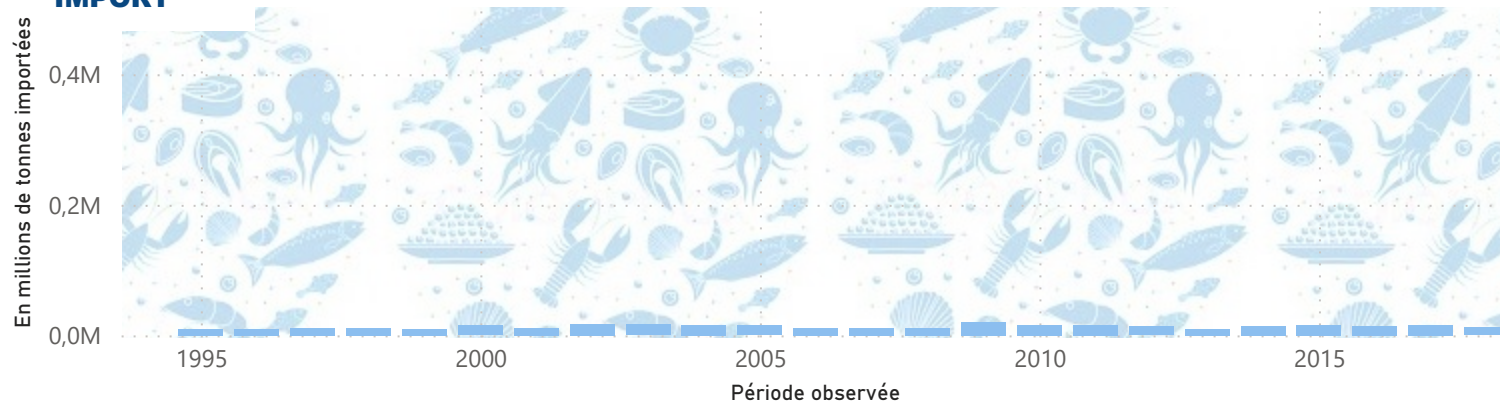 IMPORT
En millions de tonnes importées
0,4M
0,2M
0,0M
1995 2000 2005 2010 2015
Période observée